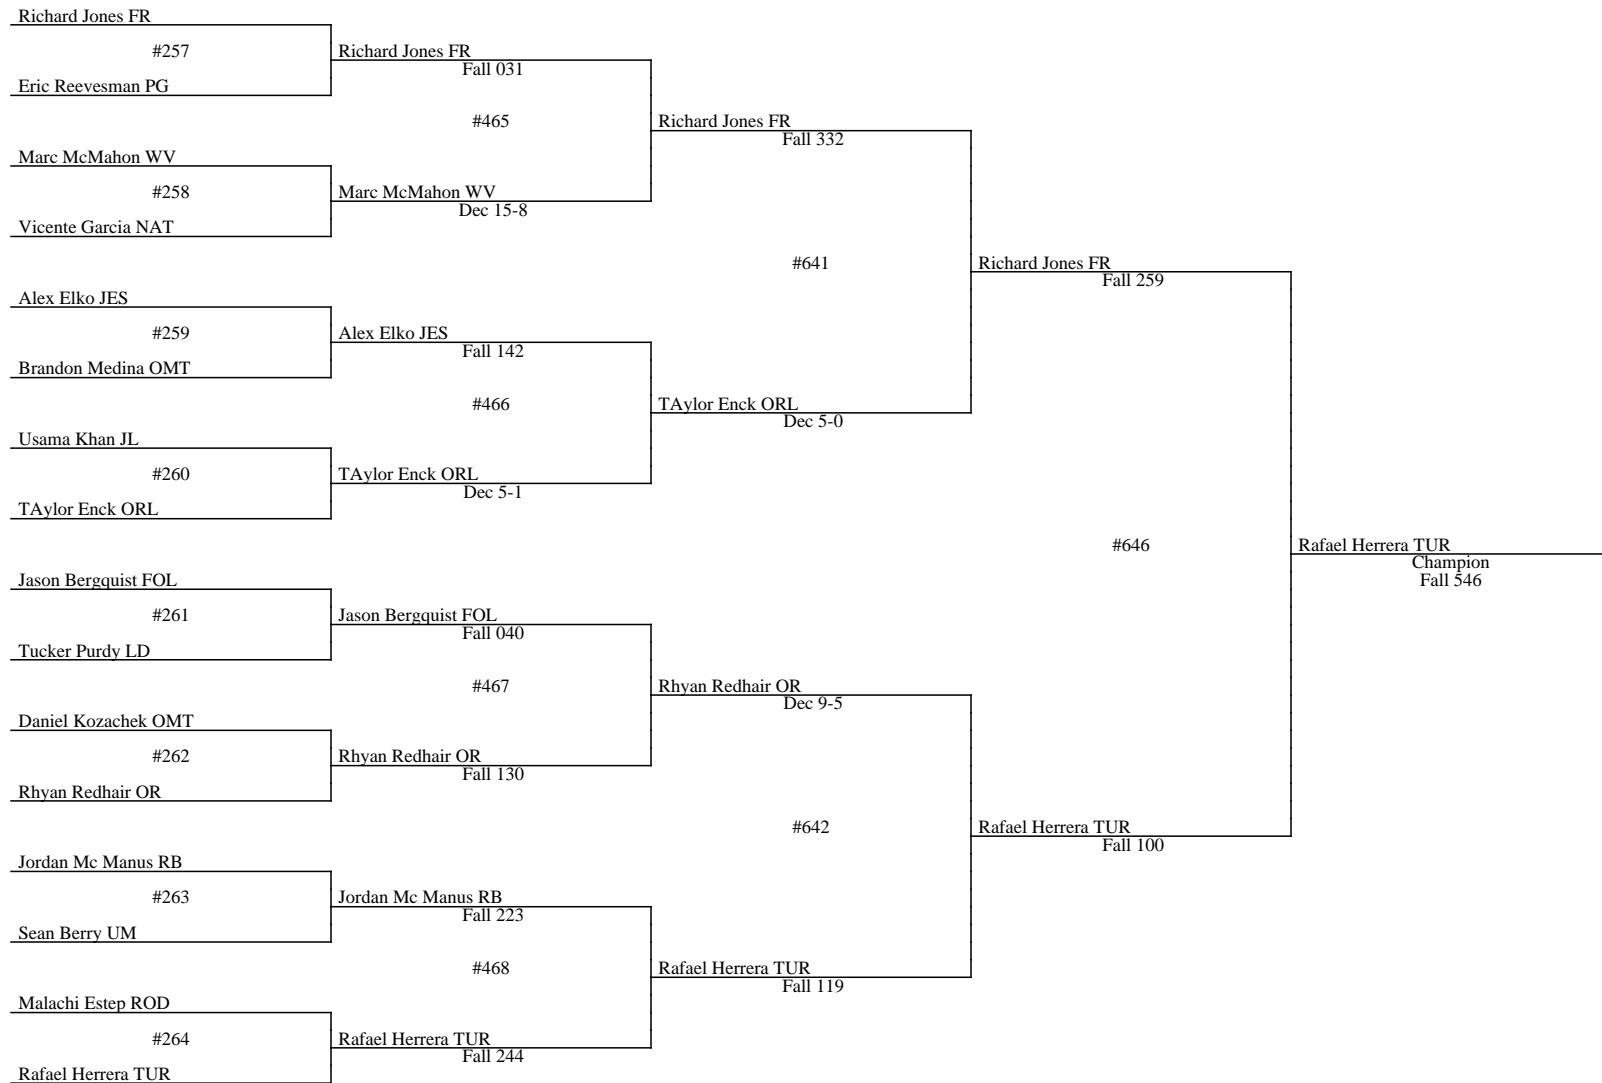 Richard Jones FR
#257
Eric Reevesman PG
Marc McMahon WV
#258
Vicente Garcia NAT
Alex Elko JES
#259
Brandon Medina OMT
Usama Khan JL
#260
TAylor Enck ORL
Jason Bergquist FOL
#261
Tucker Purdy LD
Daniel Kozachek OMT
#262
Rhyan Redhair OR
Jordan Mc Manus RB
#263
Sean Berry UM
Malachi Estep ROD
#264
Rafael Herrera TUR
Richard Jones FR
Fall 031
#465
Marc McMahon WV
Dec 15-8
Alex Elko JES
Fall 142
#466
TAylor Enck ORL
Dec 5-1
Jason Bergquist FOL
Fall 040
#467
Rhyan Redhair OR
Fall 130
Jordan Mc Manus RB
Fall 223
#468
Rafael Herrera TUR
Fall 244
Richard Jones FR
Fall 332
#641
TAylor Enck ORL
Dec 5-0
Rhyan Redhair OR
Dec 9-5
#642
Rafael Herrera TUR
Fall 119
Richard Jones FR
Fall 259
#646
Rafael Herrera TUR
Fall 100
Rafael Herrera TUR
Champion
Fall 546